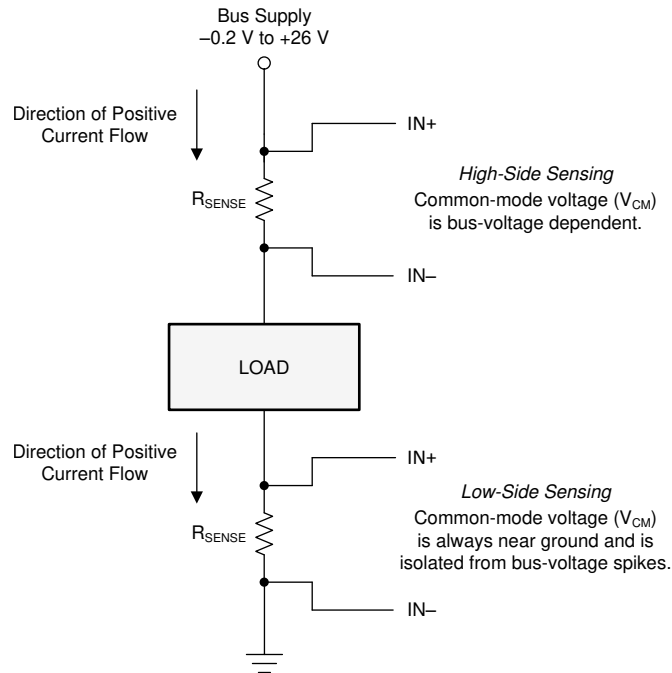 Bus Supply
–0.2 V to +26 V
Direction of Positive
Current Flow
IN+
High-Side Sensing
Common-mode voltage (VCM)
is bus-voltage dependent.
RSENSE
IN–
LOAD
Direction of Positive
Current Flow
IN+
Low-Side Sensing
Common-mode voltage (VCM)
is always near ground and is
isolated from bus-voltage spikes.
RSENSE
IN–